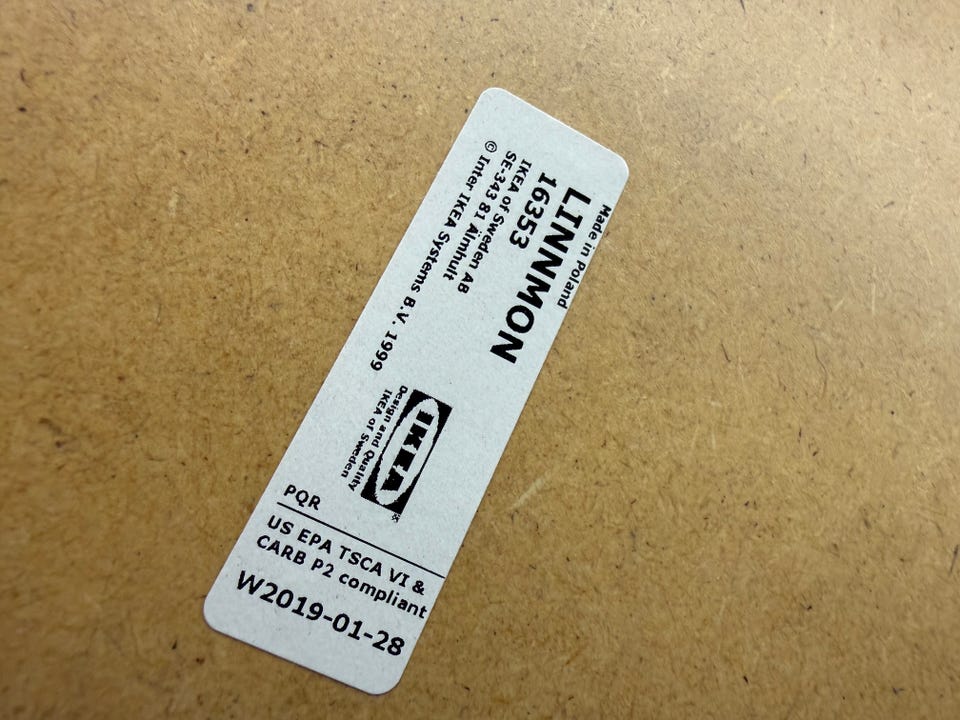 Made in Poland
LINNMON
16353
IKEA of Sweden AB
SE-343 81 Älmhult
© Inter IKEA Systems B.V. 1999
IKEA®
Design and Quality
IKEA of Sweden
PQR
US EPA TSCA VI &
CARB P2 compliant
W2019-01-28